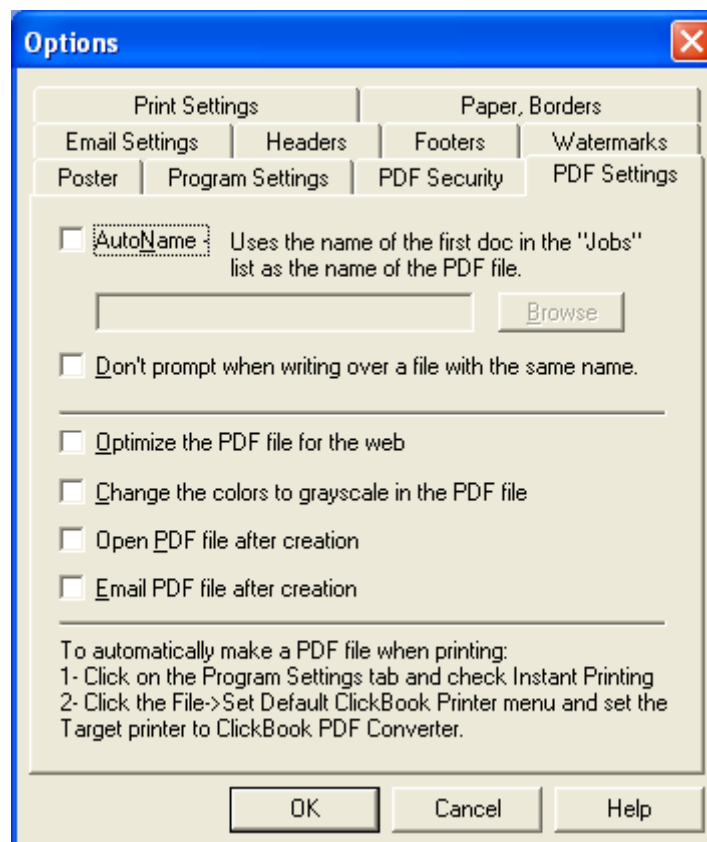 Options
Print Settings Paper, Borders
Email Settings Headers Footers Watermarks
Poster Program Settings PDF Security PDF Settings
AutoName - Uses the name of the first doc in the "Jobs"
list as the name of the PDF file.
Browse
Don't prompt when writing over a file with the same name.
Optimize the PDF file for the web
Change the colors to grayscale in the PDF file
Open PDF file after creation
Email PDF file after creation
To automatically make a PDF file when printing:
1- Click on the Program Settings tab and check Instant Printing
2- Click the File->Set Default ClickBook Printer menu and set the
Target printer to ClickBook PDF Converter.
OK Cancel Help